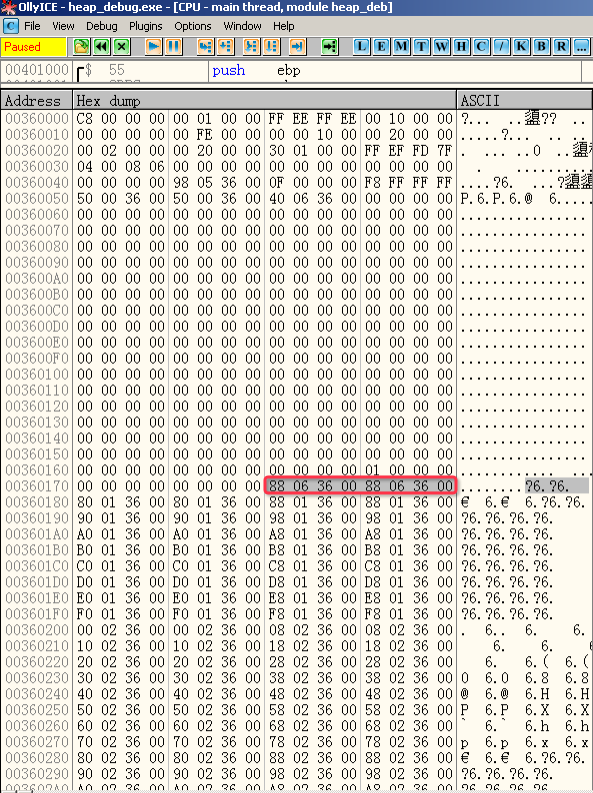 OllyICE - heap_debug.exe - [CPU - main thread, module heap_deb]
C File View Debug Plugins Options Window Help
Paused L E M T W H C / K B R ...
00401000 $ 55 push ebp
Address Hex dump ASCII
00360000 C8 00 00 00 00 01 00 00 FF EE FF EE 00 10 00 00
00360010 00 00 00 00 00 FE 00 00 00 00 10 00 00 20 00 00 .....?... .. ..
00360020 00 02 00 00 00 20 00 00 30 01 00 00 FF EF FD 7F
00360030 04 00 08 06 00 00 00 00 00 00 00 00 00 00 00 00
00360040 00 00 00 00 98 05 36 00 0F 00 00 00 F8 FF FF FF
00360050 50 00 36 00 50 00 36 00 40 06 36 00 00 00 00 00 P.6.P.6.@ 6.....
00360060 00 00 00 00 00 00 00 00 00 00 00 00 00 00 00 00 ................
00360070 00 00 00 00 00 00 00 00 00 00 00 00 00 00 00 00 ................
00360080 00 00 00 00 00 00 00 00 00 00 00 00 00 00 00 00 ................
00360090 00 00 00 00 00 00 00 00 00 00 00 00 00 00 00 00 ................
003600A0 00 00 00 00 00 00 00 00 00 00 00 00 00 00 00 00 ................
003600B0 00 00 00 00 00 00 00 00 00 00 00 00 00 00 00 00 ................
003600C0 00 00 00 00 00 00 00 00 00 00 00 00 00 00 00 00 ................
003600D0 00 00 00 00 00 00 00 00 00 00 00 00 00 00 00 00 ................
003600E0 00 00 00 00 00 00 00 00 00 00 00 00 00 00 00 00 ................
003600F0 00 00 00 00 00 00 00 00 00 00 00 00 00 00 00 00 ................
00360100 00 00 00 00 00 00 00 00 00 00 00 00 00 00 00 00 ................
00360110 00 00 00 00 00 00 00 00 00 00 00 00 00 00 00 00 ................
00360120 00 00 00 00 00 00 00 00 00 00 00 00 00 00 00 00 ................
00360130 00 00 00 00 00 00 00 00 00 00 00 00 00 00 00 00 ................
00360140 00 00 00 00 00 00 00 00 00 00 00 00 00 00 00 00 ................
00360150 00 00 00 00 00 00 00 00 00 00 00 00 00 00 00 00 ................
00360160 00 00 00 00 00 00 00 00 00 00 00 00 01 00 00 00 ............ ...
00360170 00 00 00 00 00 00 00 00 88 06 36 00 88 06 36 00 ........?6.?6.
00360180 80 01 36 00 80 01 36 00 88 01 36 00 88 01 36 00 € 6.€ 6.?6.?6.
00360190 90 01 36 00 90 01 36 00 98 01 36 00 98 01 36 00 ?6.?6.?6.?6.
003601A0 A0 01 36 00 A0 01 36 00 A8 01 36 00 A8 01 36 00 ?6.?6.?6.?6.
003601B0 B0 01 36 00 B0 01 36 00 B8 01 36 00 B8 01 36 00 ?6.?6.?6.?6.
003601C0 C0 01 36 00 C0 01 36 00 C8 01 36 00 C8 01 36 00 ?6.?6.?6.?6.
003601D0 D0 01 36 00 D0 01 36 00 D8 01 36 00 D8 01 36 00 ?6.?6.?6.?6.
003601E0 E0 01 36 00 E0 01 36 00 E8 01 36 00 E8 01 36 00 ?6.?6.?6.?6.
003601F0 F0 01 36 00 F0 01 36 00 F8 01 36 00 F8 01 36 00 ?6.?6.?6.?6.
00360200 00 02 36 00 00 02 36 00 08 02 36 00 08 02 36 00 . 6.. 6. 6.
00360210 10 02 36 00 10 02 36 00 18 02 36 00 18 02 36 00 6. 6. 6
00360220 20 02 36 00 20 02 36 00 28 02 36 00 28 02 36 00 6. 6.( 6.(
00360230 30 02 36 00 30 02 36 00 38 02 36 00 38 02 36 00 0 6.0 6.8 6.8
00360240 40 02 36 00 40 02 36 00 48 02 36 00 48 02 36 00 @ 6.@ 6.H 6.H
00360250 50 02 36 00 50 02 36 00 58 02 36 00 58 02 36 00 P 6.P 6.X 6.X
00360260 60 02 36 00 60 02 36 00 68 02 36 00 68 02 36 00 ` 6.` 6.h 6.h
00360270 70 02 36 00 70 02 36 00 78 02 36 00 78 02 36 00 p 6.p 6.x 6.x
00360280 80 02 36 00 80 02 36 00 88 02 36 00 88 02 36 00 € 6.€ 6.?6.?6.
00360290 90 02 36 00 90 02 36 00 98 02 36 00 98 02 36 00 ?6.?6.?6.?6.